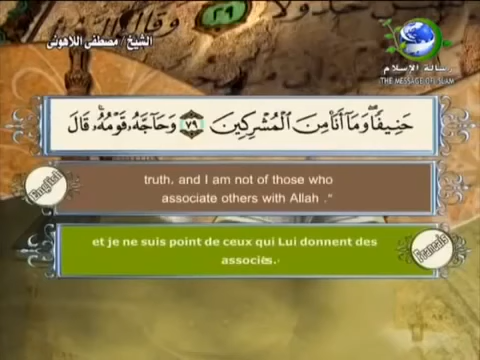 الشيخ / مصطفى اللاهونى
رسالة الإسلام
THE MESSAGE OF ISLAM
حَنِيفًا وَمَا أَنَا مِنَ الْمُشْرِكِينَ ٧٩ وَحَاجَّهُ قَوْمُهُ قَالَ
English
truth, and I am not of those who
associate others with Allah ."
et je ne suis point de ceux qui Lui donnent des
associés.
Francais